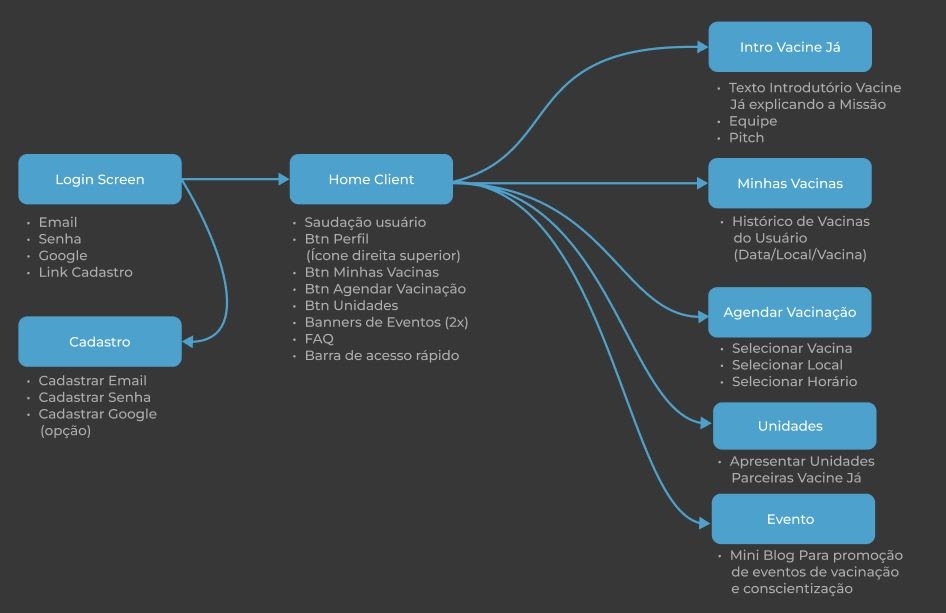 Login Screen
• Email
• Senha
• Google
• Link Cadastro
Cadastro
• Cadastrar Email
• Cadastrar Senha
• Cadastrar Google
(opção)
Home Client
• Saudação usuário
• Btn Perfil
(Ícone direita superior)
• Btn Minhas Vacinas
• Btn Agendar Vacinação
• Btn Unidades
• Banners de Eventos (2x)
• FAQ
• Barra de acesso rápido
Intro Vacine Já
• Texto Introdutório Vacine
Já explicando a Missão
• Equipe
• Pitch
Minhas Vacinas
• Histórico de Vacinas
do Usuário
(Data/Local/Vacina)
Agendar Vacinação
• Selecionar Vacina
• Selecionar Local
• Selecionar Horário
Unidades
• Apresentar Unidades
Parceiras Vacine Já
Evento
• Mini Blog Para promoção
de eventos de vacinação
e conscientização